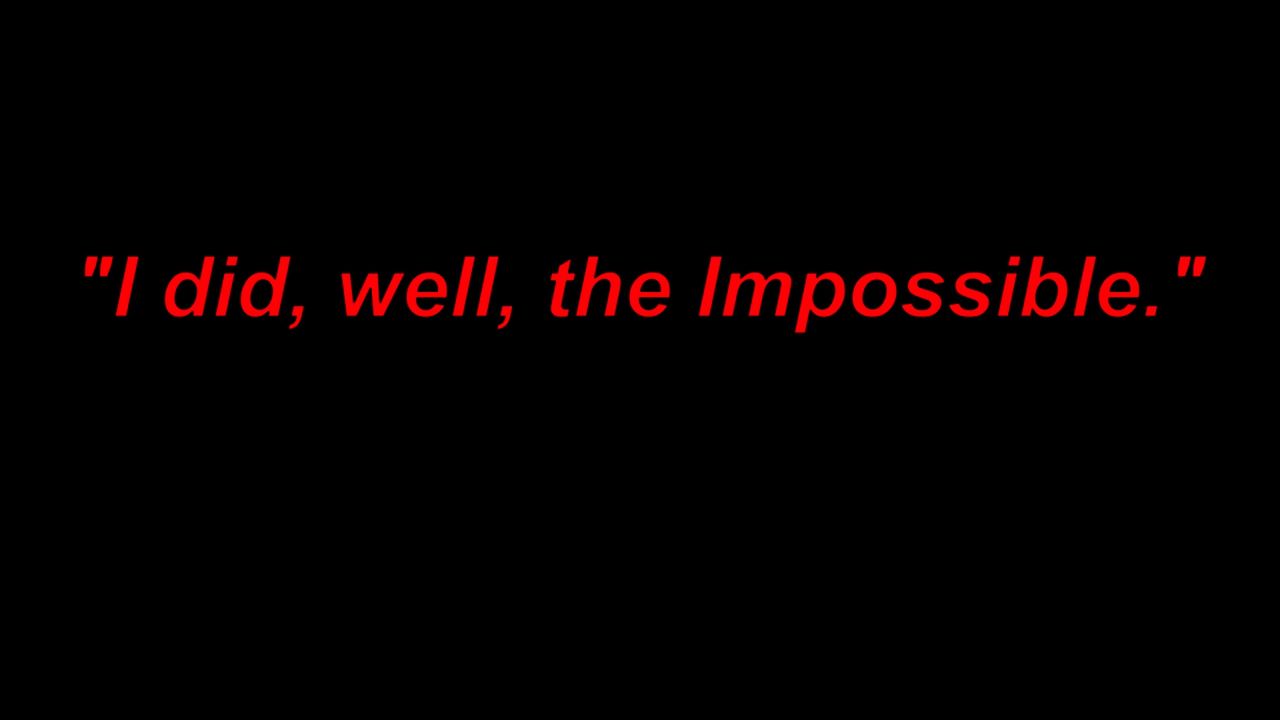 "I did, well, the Impossible."